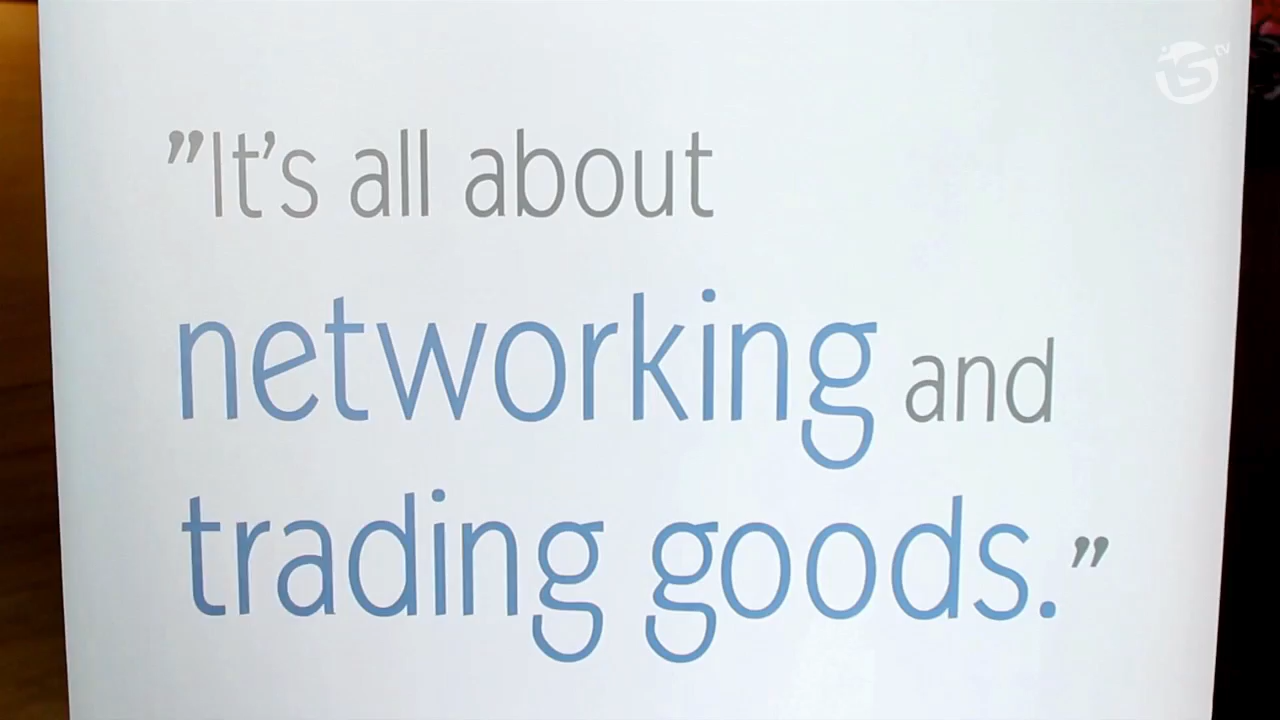 ”It’s all about
networking and
trading goods.”